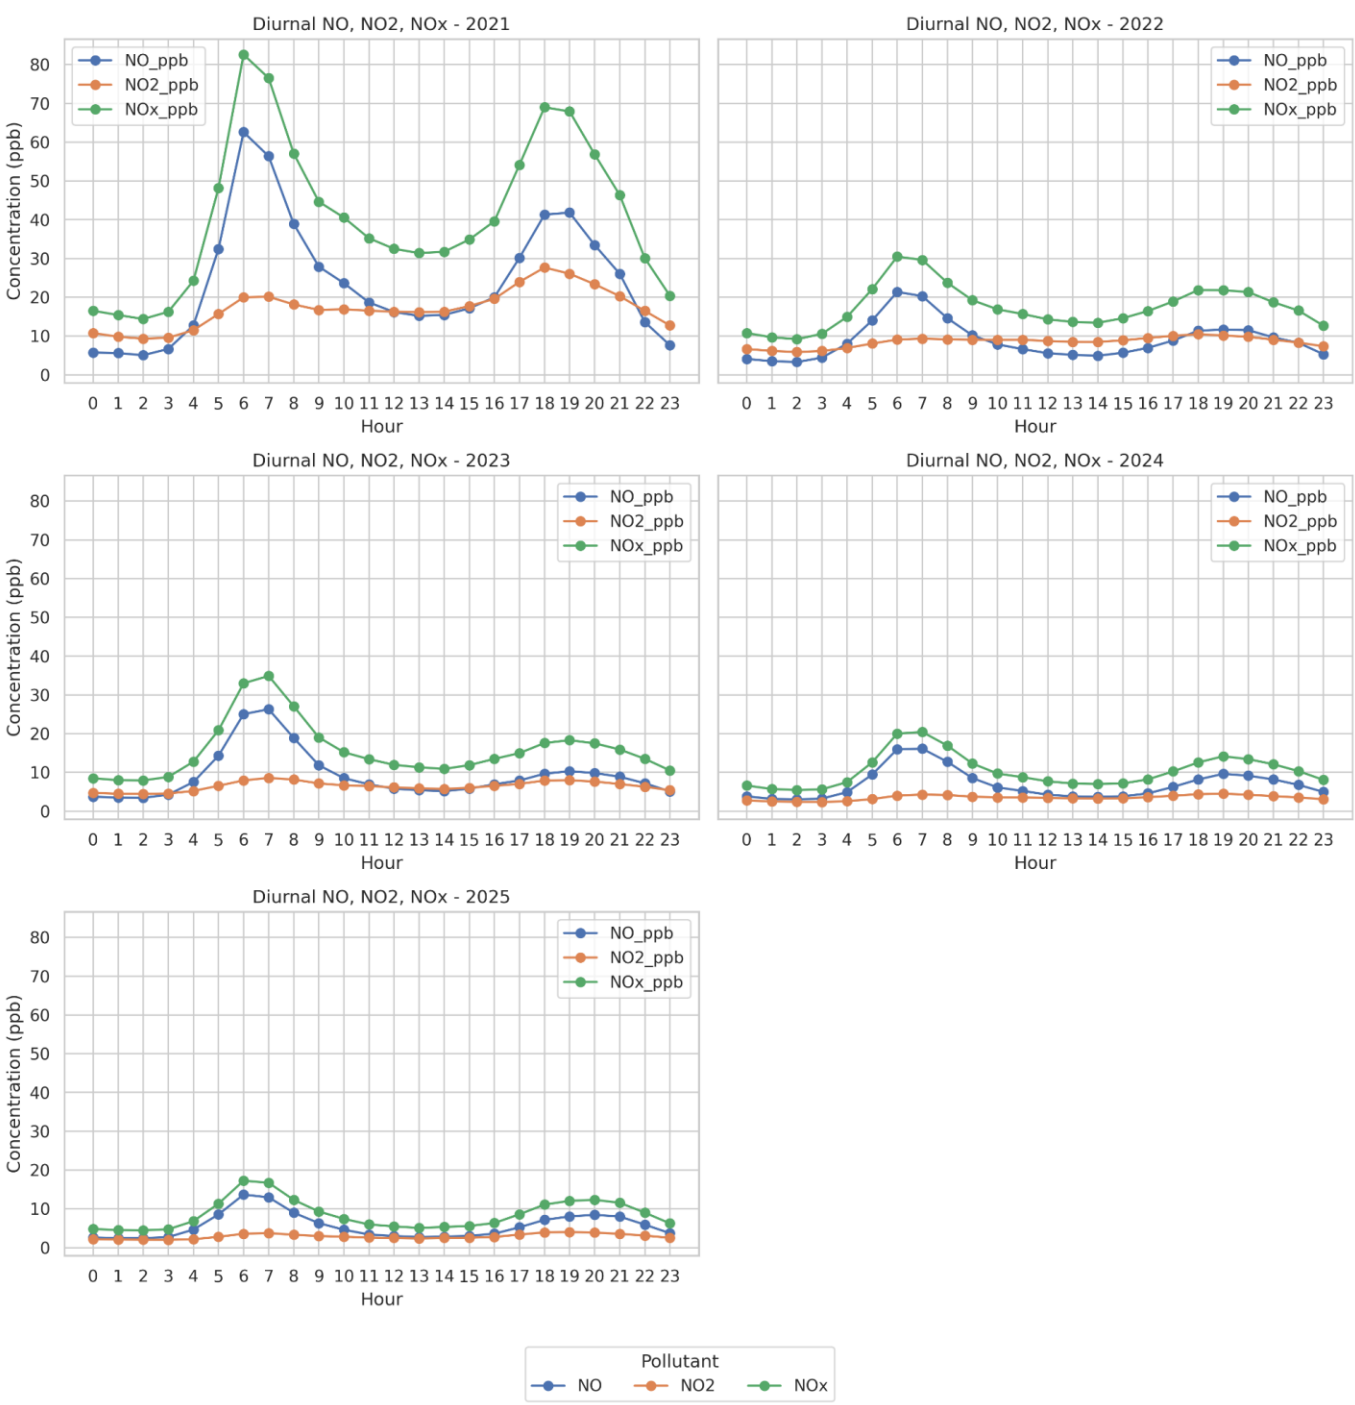 Diurnal NO, NO2, NOx - 2021
NO_ppb
NO2_ppb
NOx_ppb
Concentration (ppb)
80
70
60
50
40
30
20
10
0
0 1 2 3 4 5 6 7 8 9 10 11 12 13 14 15 16 17 18 19 20 21 22 23
Hour
Diurnal NO, NO2, NOx - 2022
NO_ppb
NO2_ppb
NOx_ppb
0 1 2 3 4 5 6 7 8 9 10 11 12 13 14 15 16 17 18 19 20 21 22 23
Hour
Diurnal NO, NO2, NOx - 2023
NO_ppb
NO2_ppb
NOx_ppb
Concentration (ppb)
80
70
60
50
40
30
20
10
0
0 1 2 3 4 5 6 7 8 9 10 11 12 13 14 15 16 17 18 19 20 21 22 23
Hour
Diurnal NO, NO2, NOx - 2024
NO_ppb
NO2_ppb
NOx_ppb
0 1 2 3 4 5 6 7 8 9 10 11 12 13 14 15 16 17 18 19 20 21 22 23
Hour
Diurnal NO, NO2, NOx - 2025
NO_ppb
NO2_ppb
NOx_ppb
Concentration (ppb)
80
70
60
50
40
30
20
10
0
0 1 2 3 4 5 6 7 8 9 10 11 12 13 14 15 16 17 18 19 20 21 22 23
Hour
Pollutant
NO NO2 NOx